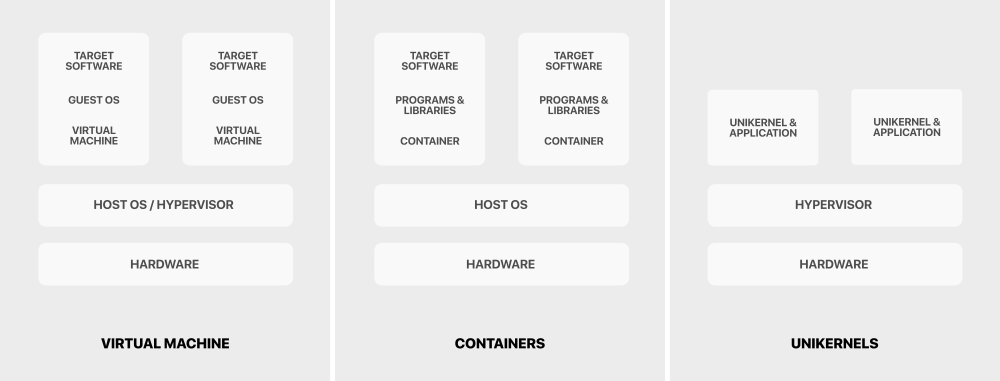 TARGET
SOFTWARE
GUEST OS
VIRTUAL
MACHINE
TARGET
SOFTWARE
GUEST OS
VIRTUAL
MACHINE
HOST OS / HYPERVISOR
HARDWARE
VIRTUAL MACHINE
TARGET
SOFTWARE
PROGRAMS &
LIBRARIES
CONTAINER
TARGET
SOFTWARE
PROGRAMS &
LIBRARIES
CONTAINER
HOST OS
HARDWARE
CONTAINERS
UNIKERNEL &
APPLICATION
UNIKERNEL &
APPLICATION
HYPERVISOR
HARDWARE
UNIKERNELS